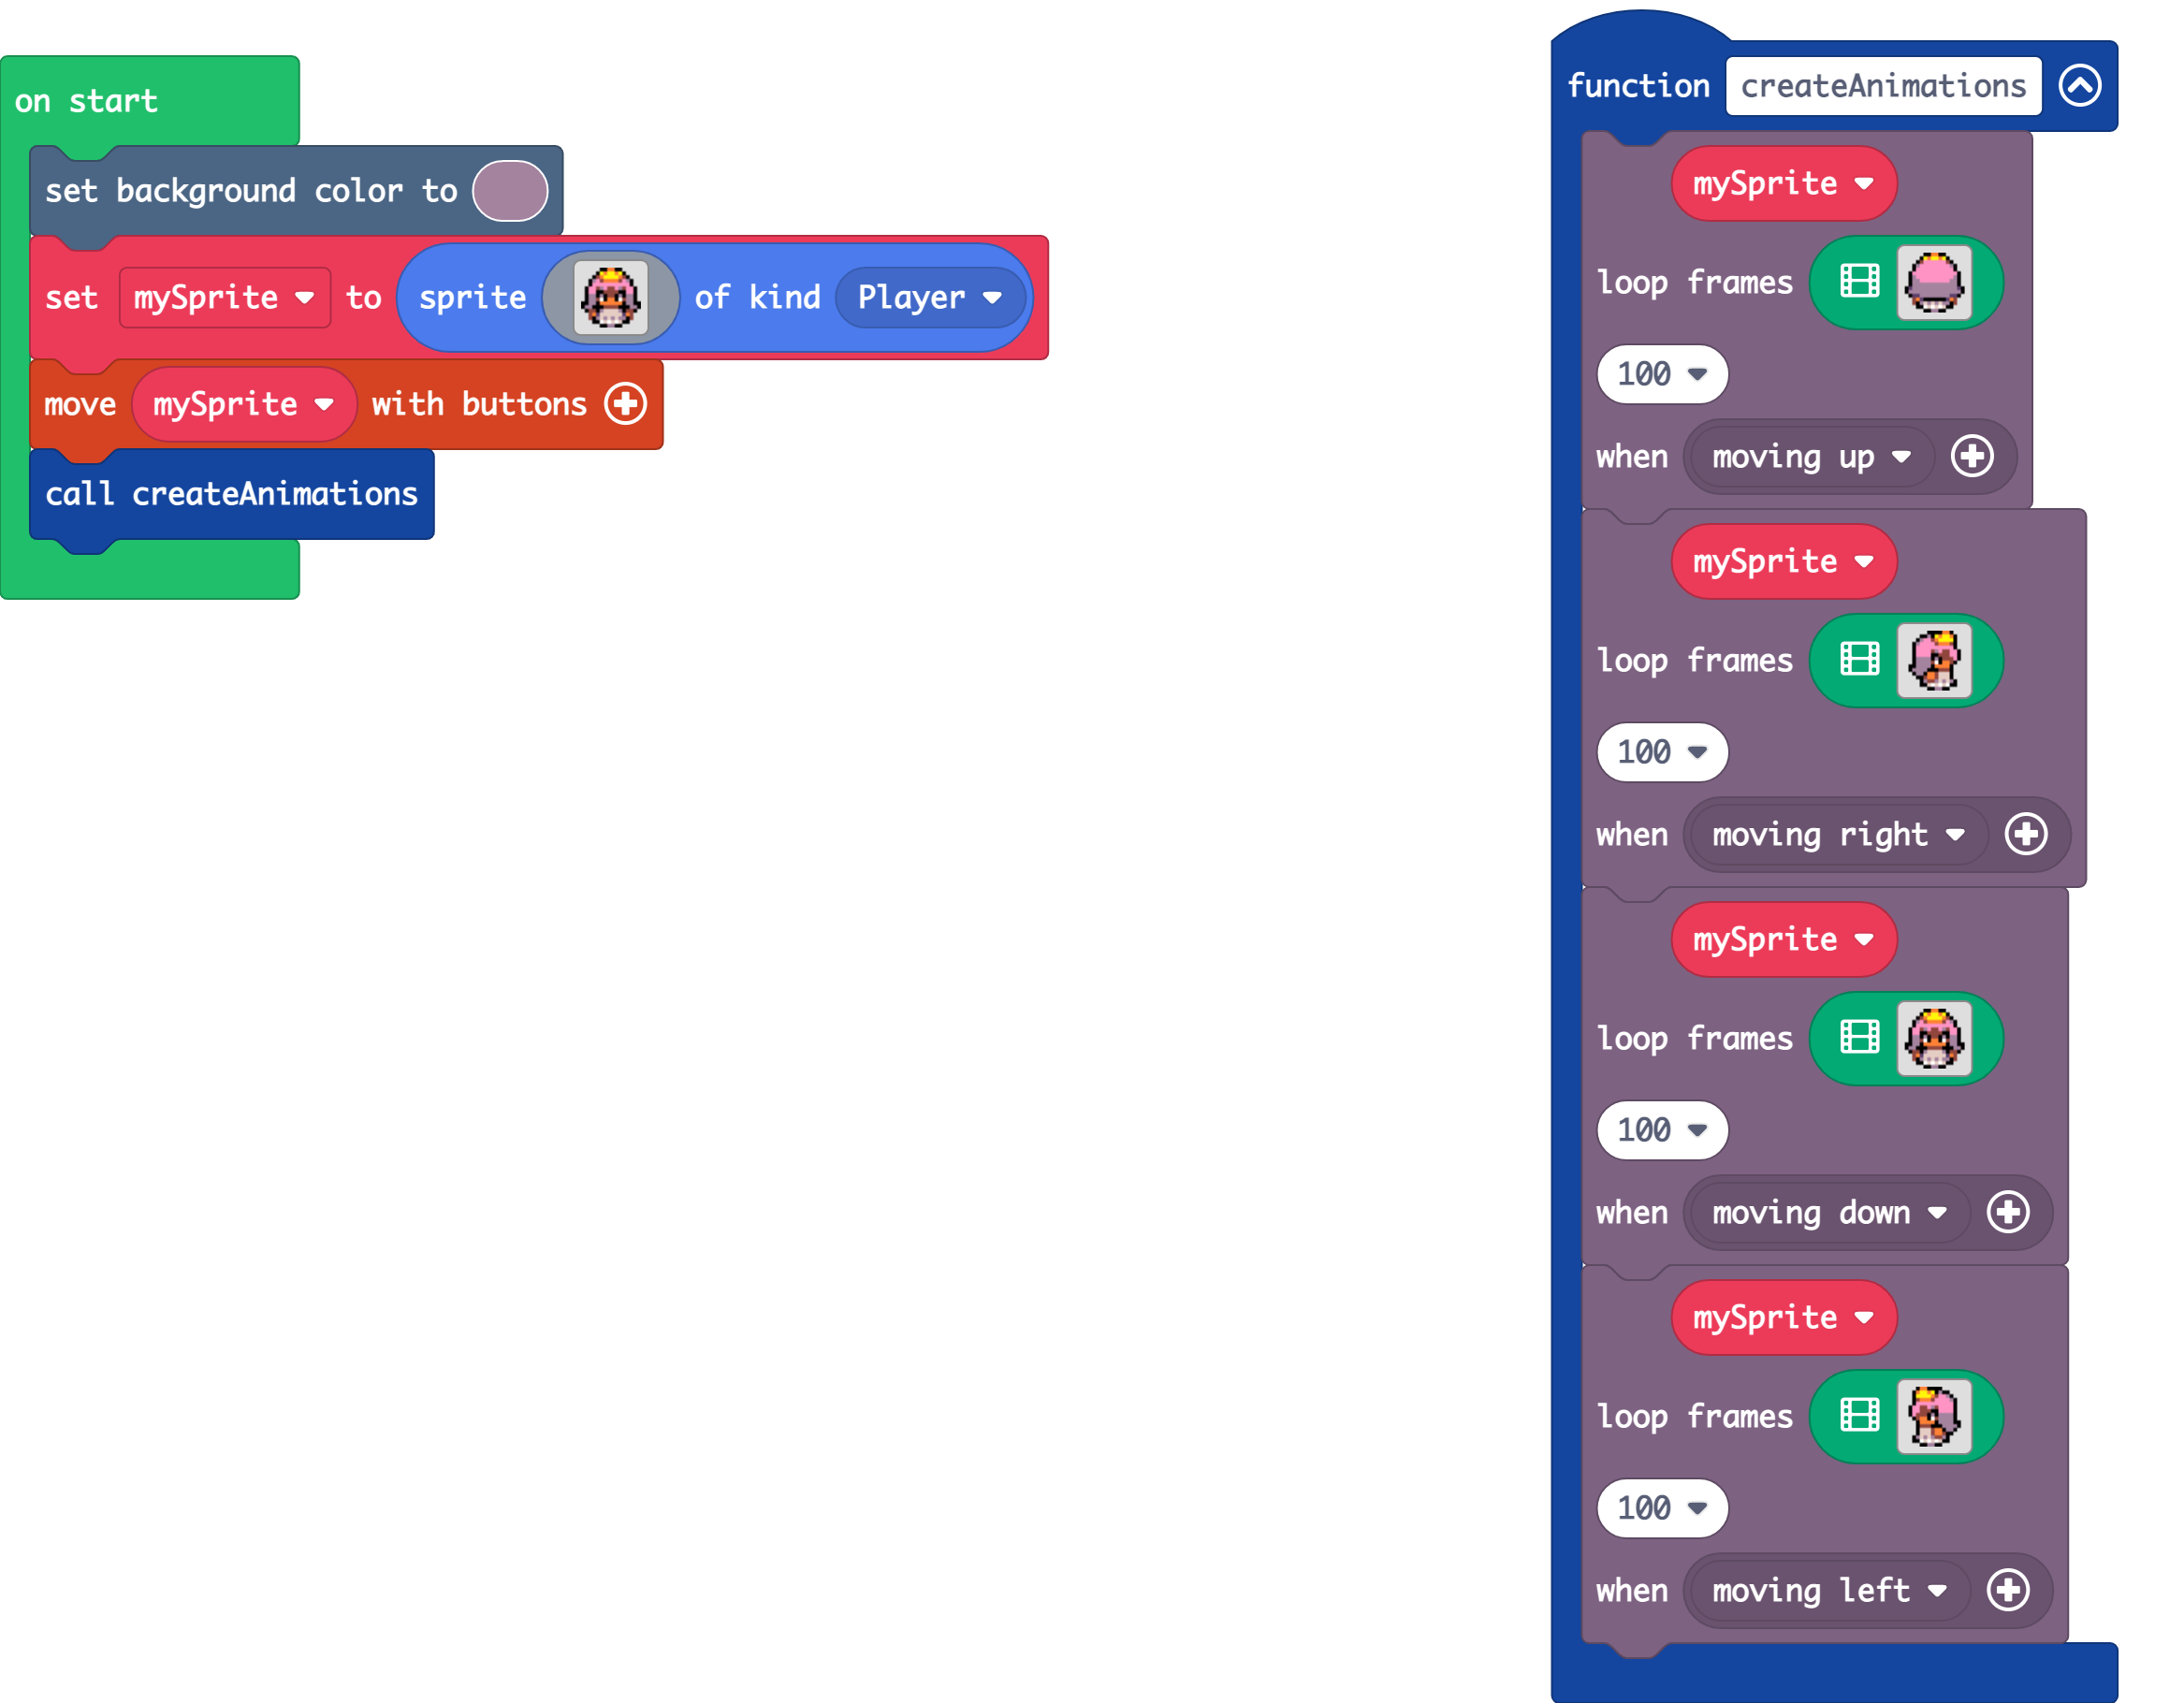 on start
set background color to
set mySprite to sprite of kind Player
move mySprite with buttons
call createAnimations
function createAnimations
mySprite
loop frames
100
when moving up
mySprite
loop frames
100
when moving right
mySprite
loop frames
100
when moving down
mySprite
loop frames
100
when moving left